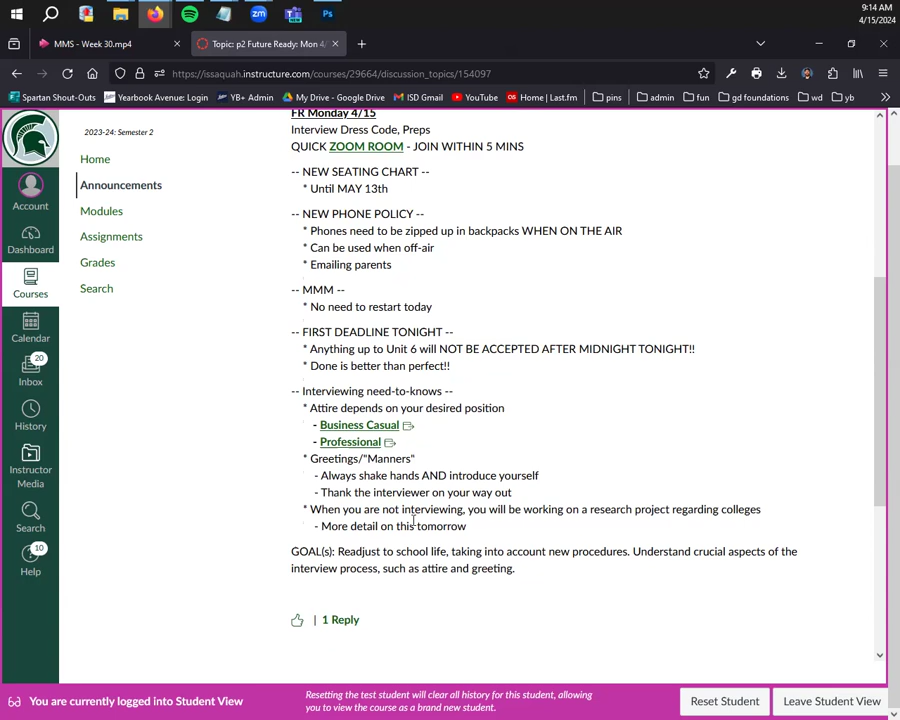 9:14 AM
4/15/2024
MMS - Week 30.mp4
Topic: p2 Future Ready: Mon 4/
https://issaquah.instructure.com/courses/29664/discussion_topics/154097
Spartan Shout-Outs
Yearbook Avenue: Login
YB+ Admin
My Drive - Google Drive
ISD Gmail
YouTube
Home | Last.fm
pins
admin
fun
gd foundations
wd
yb
2023-24: Semester 2
Home
Announcements
Modules
Assignments
Grades
Search
Account
Dashboard
Courses
Calendar
20
Inbox
History
Instructor
Media
Search
10
Help
FR Monday 4/15
Interview Dress Code, Preps
QUICK ZOOM ROOM - JOIN WITHIN 5 MINS
-- NEW SEATING CHART --
* Until MAY 13th
-- NEW PHONE POLICY --
* Phones need to be zipped up in backpacks WHEN ON THE AIR
* Can be used when off-air
* Emailing parents
-- MMM --
* No need to restart today
-- FIRST DEADLINE TONIGHT --
* Anything up to Unit 6 will NOT BE ACCEPTED AFTER MIDNIGHT TONIGHT!!
* Done is better than perfect!!
-- Interviewing need-to-knows --
* Attire depends on your desired position
- Business Casual
- Professional
* Greetings/"Manners"
- Always shake hands AND introduce yourself
- Thank the interviewer on your way out
* When you are not interviewing, you will be working on a research project regarding colleges
- More detail on this tomorrow
GOAL(s): Readjust to school life, taking into account new procedures. Understand crucial aspects of the
interview process, such as attire and greeting.
| 1 Reply
You are currently logged into Student View
Resetting the test student will clear all history for this student, allowing
you to view the course as a brand new student.
Reset Student
Leave Student View